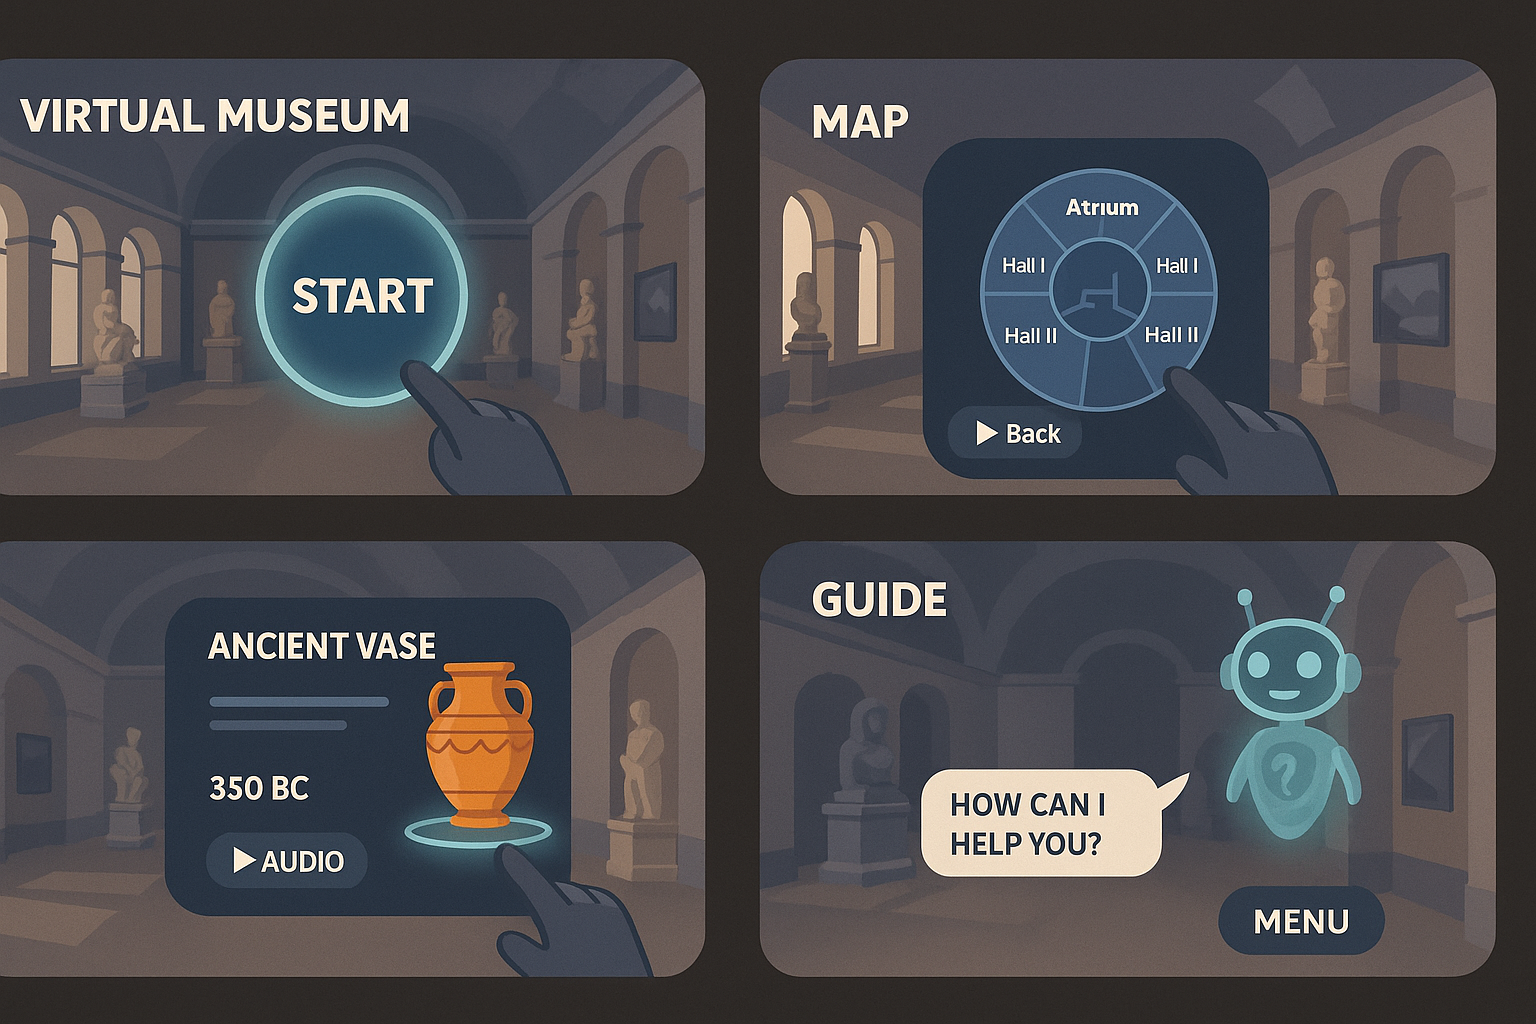 VIRTUAL MUSEUM
START
MAP
Atrium
Hall I
Hall I
Hall II
Hall II
Back
ANCIENT VASE
350 BC
AUDIO
GUIDE
HOW CAN I
HELP YOU?
?
MENU